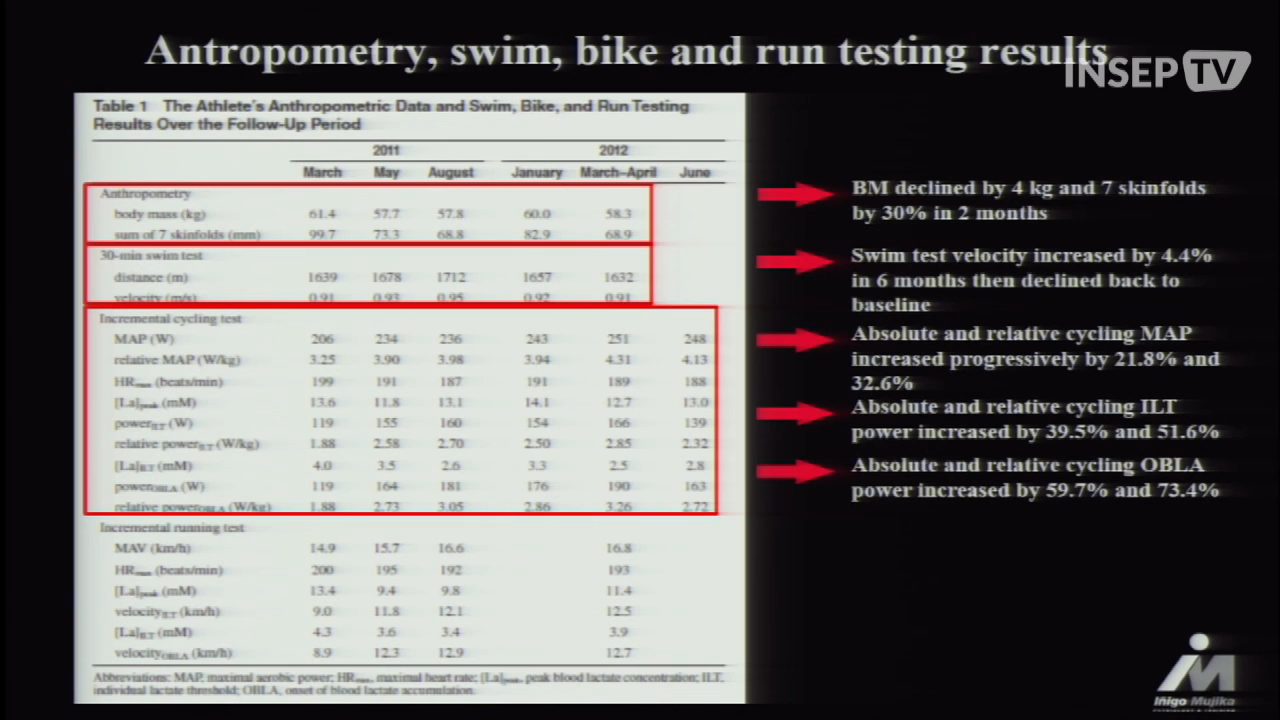 Antropometry, swim, bike and run testing results
INSEP TV
Table 1 The Athlete's Anthropometric Data and Swim, Bike, and Run Testing
Results Over the Follow-Up Period
2011 2012
March May August January March–April June
Anthropometry
body mass (kg) 61.4 57.7 57.8 60.0 58.3
sum of 7 skinfolds (mm) 99.7 73.3 68.8 82.9 68.9
30-min swim test
distance (m) 1639 1678 1712 1657 1632
velocity (m/s) 0.91 0.93 0.95 0.92 0.91
Incremental cycling test
MAP (W) 206 234 236 243 251 248
relative MAP (W/kg) 3.25 3.90 3.98 3.94 4.31 4.13
HRmax (beats/min) 199 191 187 191 189 188
[La]peak (mM) 13.6 11.8 13.1 14.1 12.7 13.0
powerILT (W) 119 155 160 154 166 139
relative powerILT (W/kg) 1.88 2.58 2.70 2.50 2.85 2.32
[La]ILT (mM) 4.0 3.5 2.6 3.3 2.5 2.8
powerOBLA (W) 119 164 181 176 190 163
relative powerOBLA (W/kg) 1.88 2.73 3.05 2.86 3.26 2.72
Incremental running test
MAV (km/h) 14.9 15.7 16.6 16.8
HRmax (beats/min) 200 195 192 193
[La]peak (mM) 13.4 9.4 9.8 11.4
velocityILT (km/h) 9.0 11.8 12.1 12.5
[La]ILT (mM) 4.3 3.6 3.4 3.9
velocityOBLA (km/h) 8.9 12.3 12.9 12.7
Abbreviations: MAP, maximal aerobic power; HRmax, maximal heart rate; [La]peak, peak blood lactate concentration; ILT,
individual lactate threshold; OBLA, onset of blood lactate accumulation.
BM declined by 4 kg and 7 skinfolds
by 30% in 2 months
Swim test velocity increased by 4.4%
in 6 months then declined back to
baseline
Absolute and relative cycling MAP
increased progressively by 21.8% and
32.6%
Absolute and relative cycling ILT
power increased by 39.5% and 51.6%
Absolute and relative cycling OBLA
power increased by 59.7% and 73.4%
Iñigo Mujika